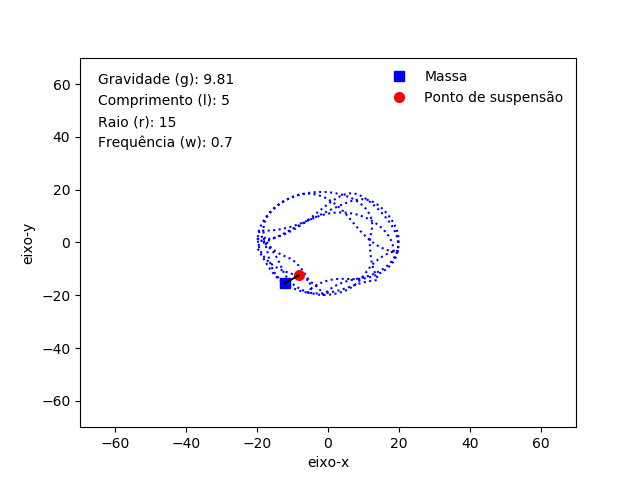 Gravidade (g): 9.81
Comprimento (l): 5
Raio (r): 15
Frequência (w): 0.7
Massa
Ponto de suspensão
60
40
20
0
−20
−40
−60
eixo-y
−60 −40 −20 0 20 40 60
eixo-x